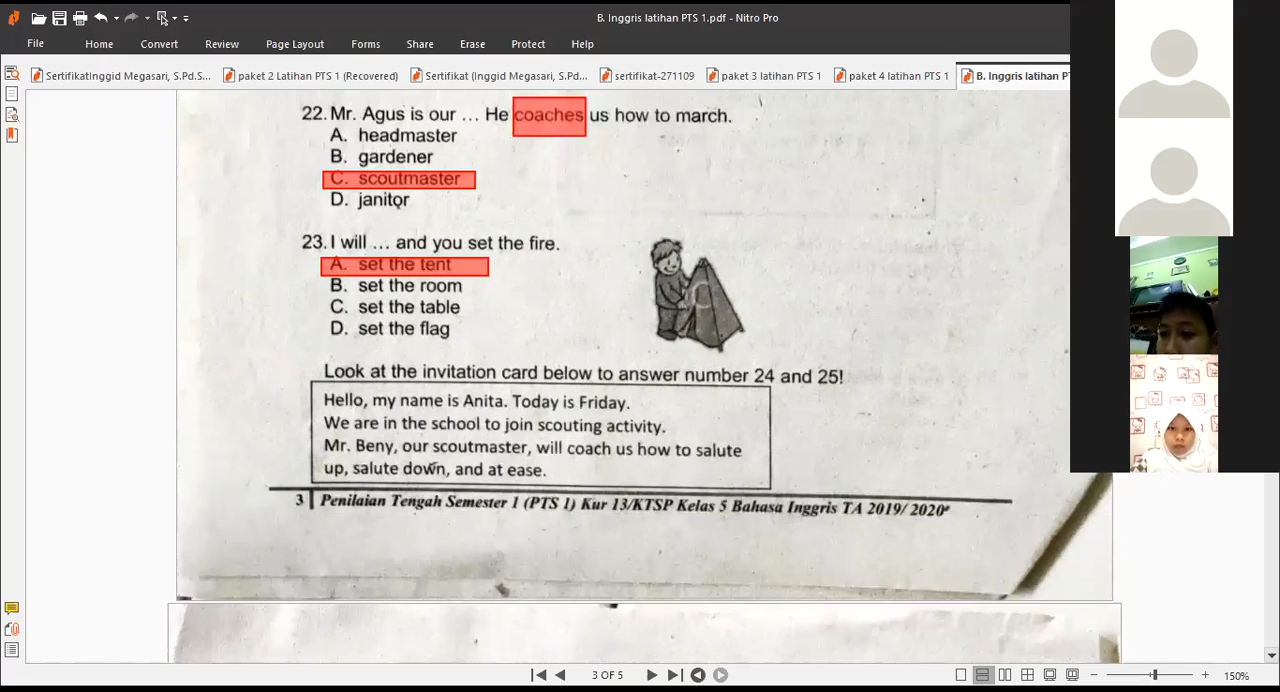 B. Inggris latihan PTS 1.pdf - Nitro Pro
File Home Convert Review Page Layout Forms Share Erase Protect Help
SertifikatInggid Megasari, S.Pd.S... paket 2 Latihan PTS 1 (Recovered) Sertifikat (Inggid Megasari, S.Pd... sertifikat-271109 paket 3 latihan PTS 1 paket 4 latihan PTS 1 B. Inggris latihan PT
22. Mr. Agus is our ... He coaches us how to march.
A. headmaster
B. gardener
C. scoutmaster
D. janitor
23. I will ... and you set the fire.
A. set the tent
B. set the room
C. set the table
D. set the flag
Look at the invitation card below to answer number 24 and 25!
Hello, my name is Anita. Today is Friday.
We are in the school to join scouting activity.
Mr. Beny, our scoutmaster, will coach us how to salute
up, salute down, and at ease.
3 | Penilaian Tengah Semester 1 (PTS 1) Kur 13/KTSP Kelas 5 Bahasa Inggris TA 2019/2020
3 OF 5
150%